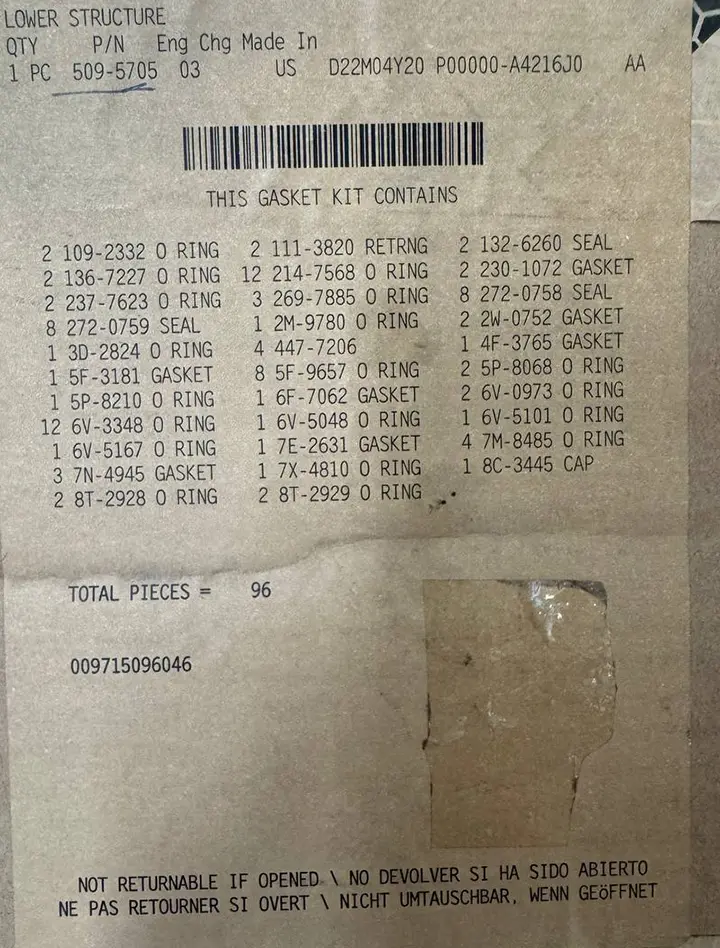 LOWER STRUCTURE
QTY P/N Eng Chg Made In
1 PC 509-5705 03 US D22M04Y20 P00000-A4216J0 AA
THIS GASKET KIT CONTAINS
2 109-2332 O RING 2 111-3820 RETRNG 2 132-6260 SEAL
2 136-7227 O RING 12 214-7568 O RING 2 230-1072 GASKET
2 237-7623 O RING 3 269-7885 O RING 8 272-0758 SEAL
8 272-0759 SEAL 1 2M-9780 O RING 2 2W-0752 GASKET
1 3D-2824 O RING 4 447-7206 1 4F-3765 GASKET
1 5F-3181 GASKET 8 5F-9657 O RING 2 5P-8068 O RING
1 5P-8210 O RING 1 6F-7062 GASKET 2 6V-0973 O RING
12 6V-3348 O RING 1 6V-5048 O RING 1 6V-5101 O RING
1 6V-5167 O RING 1 7E-2631 GASKET 4 7M-8485 O RING
3 7N-4945 GASKET 1 7X-4810 O RING 1 8C-3445 CAP
2 8T-2928 O RING 2 8T-2929 O RING
TOTAL PIECES = 96
009715096046
NOT RETURNABLE IF OPENED \ NO DEVOLVER SI HA SIDO ABIERTO
NE PAS RETOURNER SI OVERT \ NICHT UMTAUSCHBAR, WENN GEÖFFNET